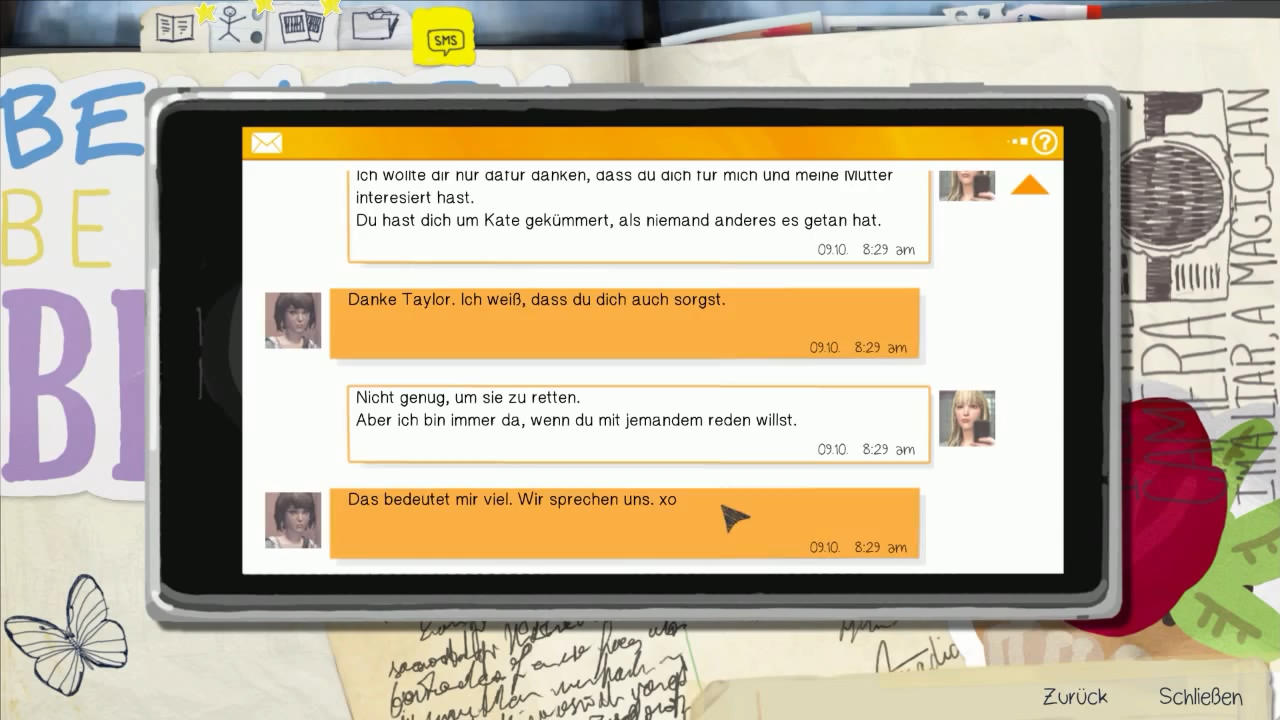 SMS
BE
BE
Ich wollte dir nur dafür danken, dass du dich für mich und meine Mutter
interesiert hast.
Du hast dich um Kate gekümmert, als niemand anderes es getan hat.
09.10. 8:29 am
Danke Taylor. Ich weiß, dass du dich auch sorgst.
09.10. 8:29 am
Nicht genug, um sie zu retten.
Aber ich bin immer da, wenn du mit jemandem reden willst.
09.10. 8:29 am
Das bedeutet mir viel. Wir sprechen uns. xo
09.10. 8:29 am
A MAGICIAN
Zurück
Schließen